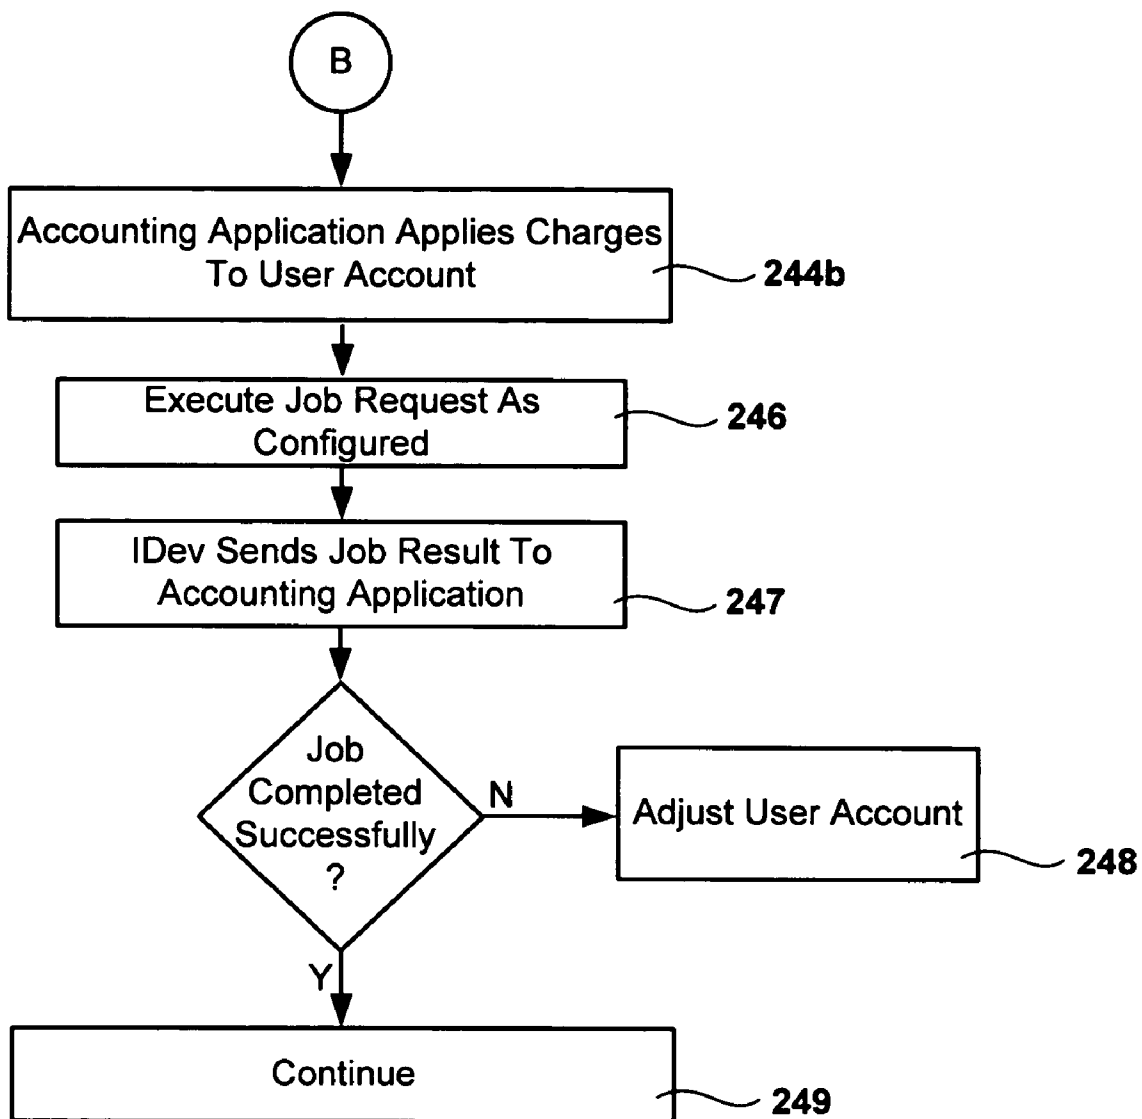 B
Accounting Application Applies Charges
To User Account
244b
Execute Job Request As
Configured
246
IDev Sends Job Result To
Accounting Application
247
Job
Completed
Successfully
?
N
Adjust User Account
248
Y
Continue
249